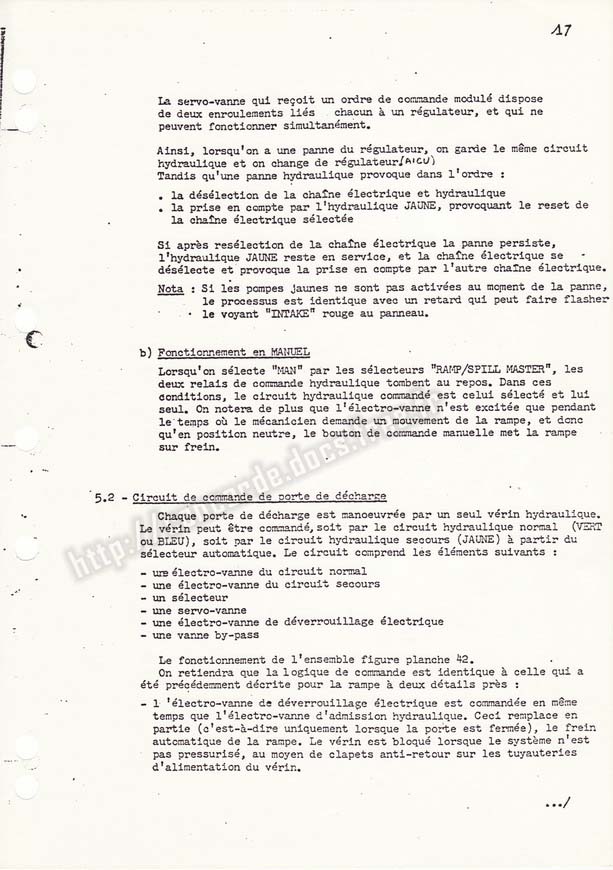 17
La servo-vanne qui reçoit un ordre de commande modulé dispose
de deux enroulements liés chacun à un régulateur, et qui ne
peuvent fonctionner simultanément.
Ainsi, lorsqu'on a une panne du régulateur, on garde le même circuit
hydraulique et on change de régulateur (AICU)
Tandis qu'une panne hydraulique provoque dans l'ordre :
. la désélection de la chaîne électrique et hydraulique
. la prise en compte par l'hydraulique JAUNE, provoquant le reset de
la chaîne électrique sélectée
Si après resélection de la chaîne électrique la panne persiste,
l'hydraulique JAUNE reste en service, et la chaîne électrique se
désélecte et provoque la prise en compte par l'autre chaîne électrique.
Nota : Si les pompes jaunes ne sont pas activées au moment de la panne,
le processus est identique avec un retard qui peut faire flasher
le voyant "INTAKE" rouge au panneau.
b) Fonctionnement en MANUEL
Lorsqu'on sélecte "MAN" par les sélecteurs "RAMP/SPILL MASTER", les
deux relais de commande hydraulique tombent au repos. Dans ces
conditions, le circuit hydraulique commandé est celui sélecté et lui
seul. On notera de plus que l'électro-vanne n'est excitée que pendant
le temps où le mécanicien demande un mouvement de la rampe, et donc
qu'en position neutre, le bouton de commande manuelle met la rampe
sur frein.
5.2 - Circuit de commande de porte de décharge
Chaque porte de décharge est manoeuvrée par un seul vérin hydraulique.
Le vérin peut être commandé, soit par le circuit hydraulique normal (VERT
ou BLEU), soit par le circuit hydraulique secours (JAUNE) à partir du
sélecteur automatique. Le circuit comprend les éléments suivants :
- une électro-vanne du circuit normal
- une électro-vanne du circuit secours
- un sélecteur
- une servo-vanne
- une électro-vanne de déverrouillage électrique
- une vanne by-pass
Le fonctionnement de l'ensemble figure planche 42.
On retiendra que la logique de commande est identique à celle qui a
été précédemment décrite pour la rampe à deux détails près :
- l 'électro-vanne de déverrouillage électrique est commandée en même
temps que l'électro-vanne d'admission hydraulique. Ceci remplace en
partie (c'est-à-dire uniquement lorsque la porte est fermée), le frein
automatique de la rampe. Le vérin est bloqué lorsque le système n'est
pas pressurisé, au moyen de clapets anti-retour sur les tuyauteries
d'alimentation du vérin.
.../